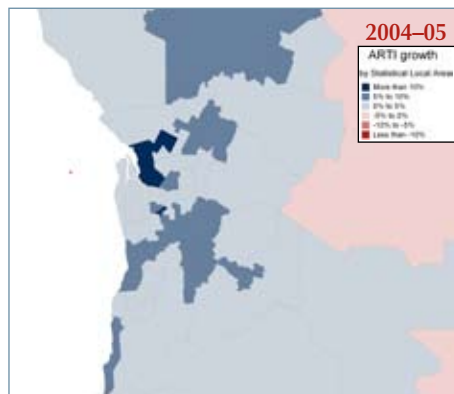 2004–05
ARTI growth
by Statistical Local Areas
More than 10%
5% to 10%
0% to 5%
-5% to 0%
-10% to -5%
Less than -10%